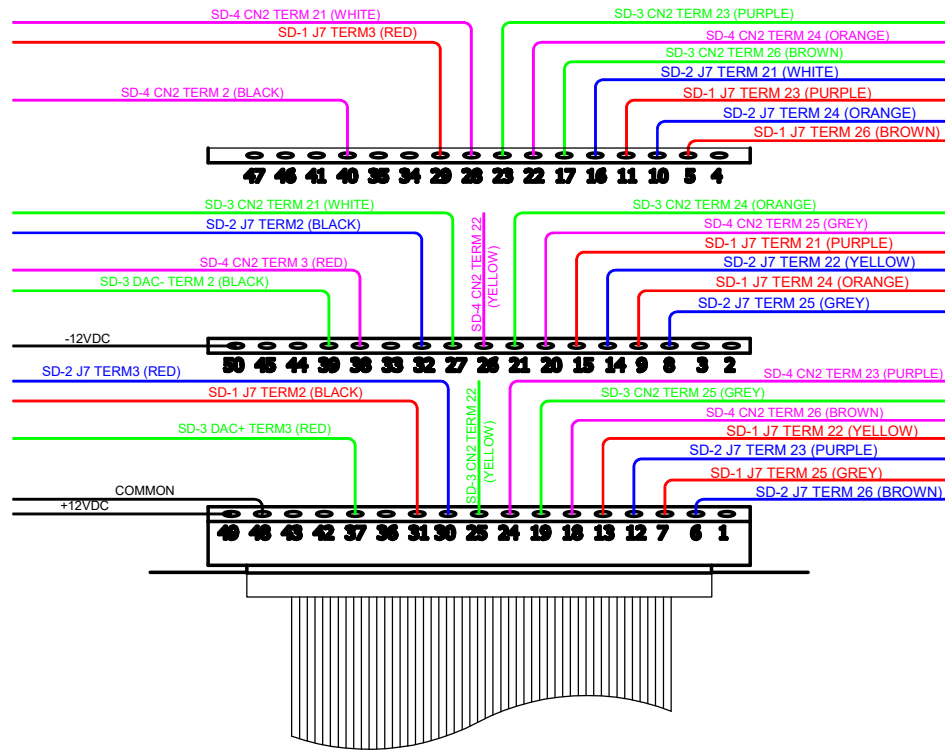 SD-4 CN2 TERM 21 (WHITE)
SD-3 CN2 TERM 23 (PURPLE)
SD-1 J7 TERM3 (RED)
SD-4 CN2 TERM 24 (ORANGE)
SD-3 CN2 TERM 26 (BROWN)
SD-2 J7 TERM 21 (WHITE)
SD-4 CN2 TERM 2 (BLACK)
SD-1 J7 TERM 23 (PURPLE)
SD-2 J7 TERM 24 (ORANGE)
SD-1 J7 TERM 26 (BROWN)
47 46 41 40 35 34 29 28 23 22 17 16 11 10 5 4
SD-3 CN2 TERM 21 (WHITE)
SD-3 CN2 TERM 24 (ORANGE)
SD-2 J7 TERM2 (BLACK)
SD-4 CN2 TERM 25 (GREY)
SD-4 CN2 TERM 22
(YELLOW)
SD-1 J7 TERM 21 (PURPLE)
SD-4 CN2 TERM 3 (RED)
SD-2 J7 TERM 22 (YELLOW)
SD-3 DAC- TERM 2 (BLACK)
SD-1 J7 TERM 24 (ORANGE)
SD-2 J7 TERM 25 (GREY)
-12VDC
50 45 44 39 38 33 32 27 26 21 20 15 14 9 8 3 2
SD-2 J7 TERM3 (RED)
SD-4 CN2 TERM 23 (PURPLE)
SD-1 J7 TERM2 (BLACK)
SD-3 CN2 TERM 25 (GREY)
SD-3 CN2 TERM 22
(YELLOW)
SD-4 CN2 TERM 26 (BROWN)
SD-3 DAC+ TERM3 (RED)
SD-1 J7 TERM 22 (YELLOW)
SD-2 J7 TERM 23 (PURPLE)
SD-1 J7 TERM 25 (GREY)
COMMON
SD-2 J7 TERM 26 (BROWN)
+12VDC
49 48 43 42 37 36 31 30 25 24 19 18 13 12 7 6 1